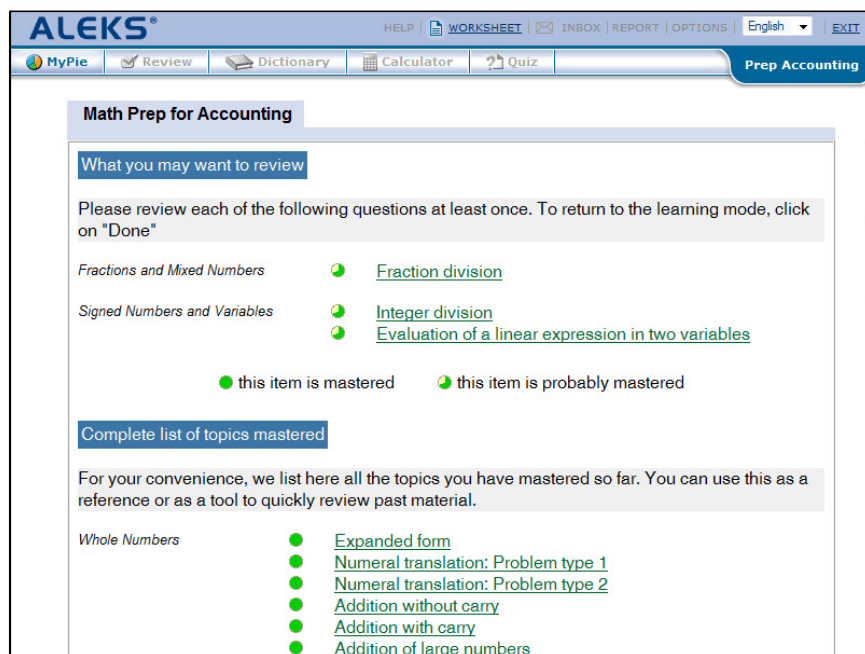 ALEKS®
HELP | WORKSHEET | INBOX | REPORT | OPTIONS | English | EXIT
MyPie Review Dictionary Calculator Quiz Prep Accounting
Math Prep for Accounting
What you may want to review
Please review each of the following questions at least once. To return to the learning mode, click
on "Done"
Fractions and Mixed Numbers Fraction division
Signed Numbers and Variables Integer division
Evaluation of a linear expression in two variables
this item is mastered this item is probably mastered
Complete list of topics mastered
For your convenience, we list here all the topics you have mastered so far. You can use this as a
reference or as a tool to quickly review past material.
Whole Numbers Expanded form
Numeral translation: Problem type 1
Numeral translation: Problem type 2
Addition without carry
Addition with carry
Addition of large numbers